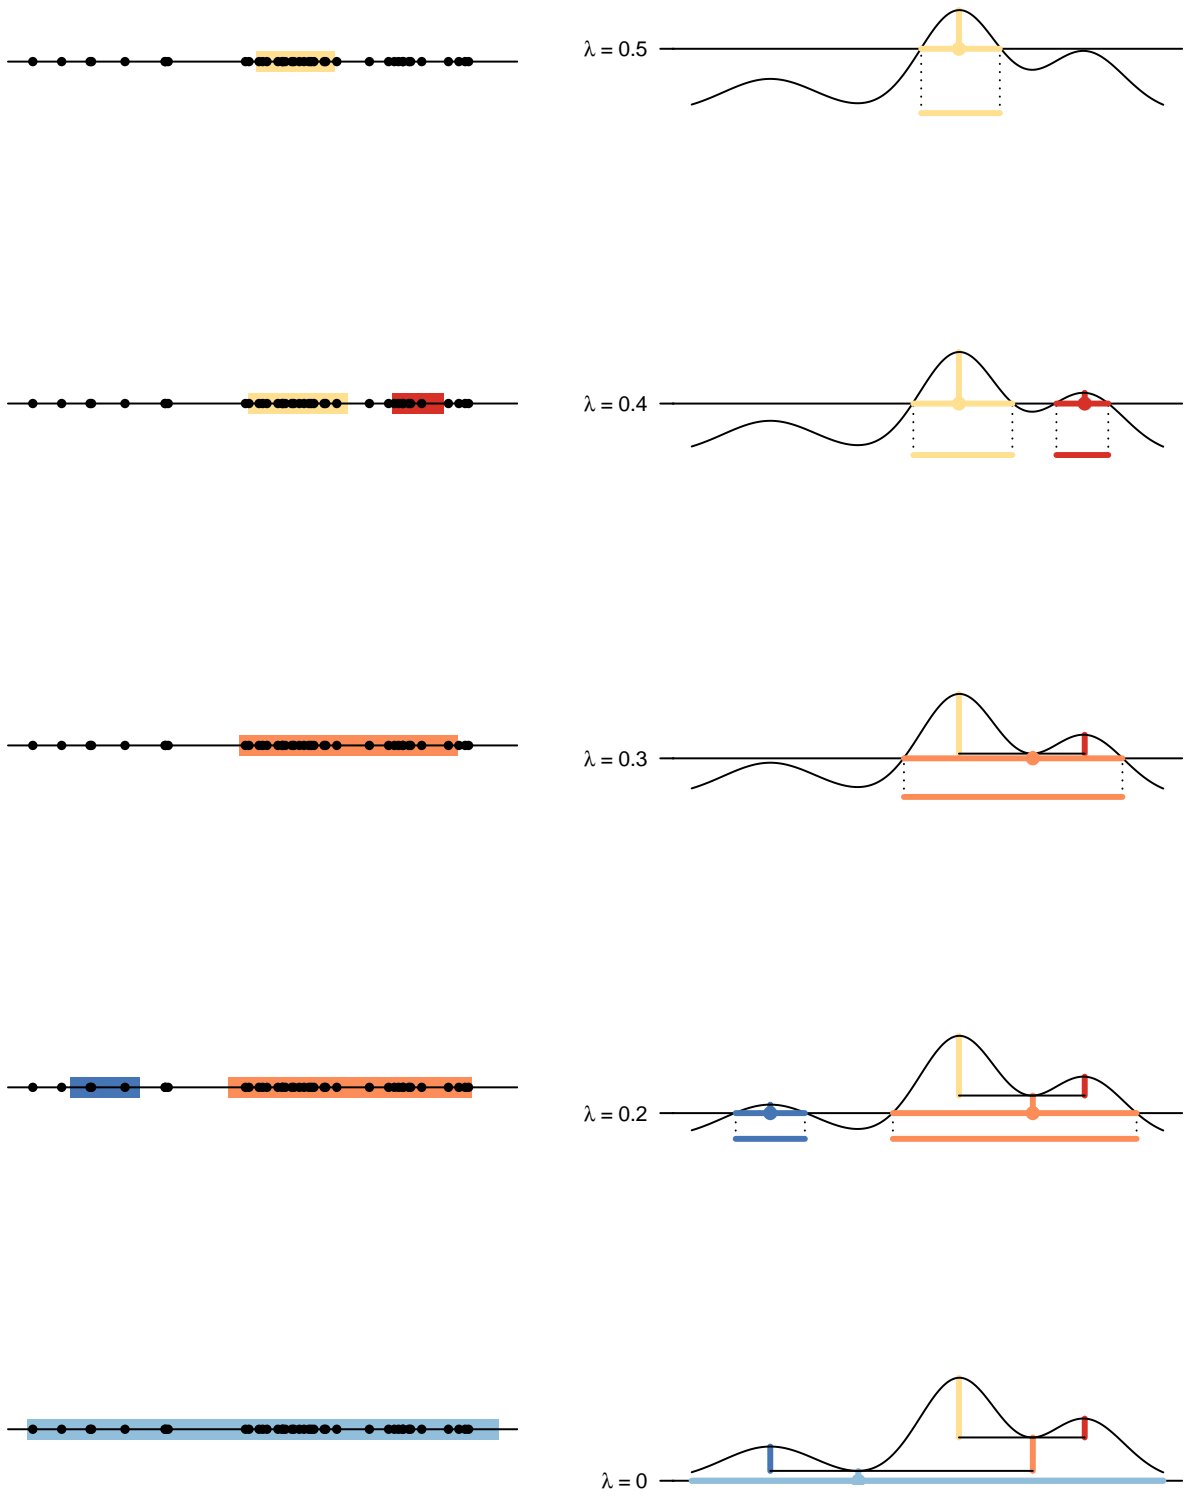 λ = 0.5
λ = 0.4
λ = 0.3
λ = 0.2
λ = 0